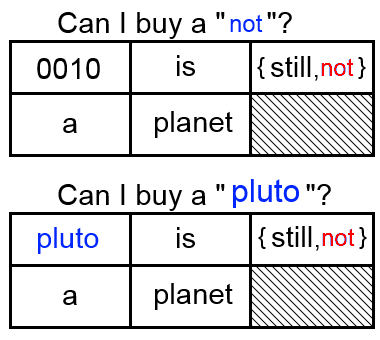 Can I buy a "not"?
0010 is {still,not}
a planet
Can I buy a "pluto"?
pluto is {still,not}
a planet